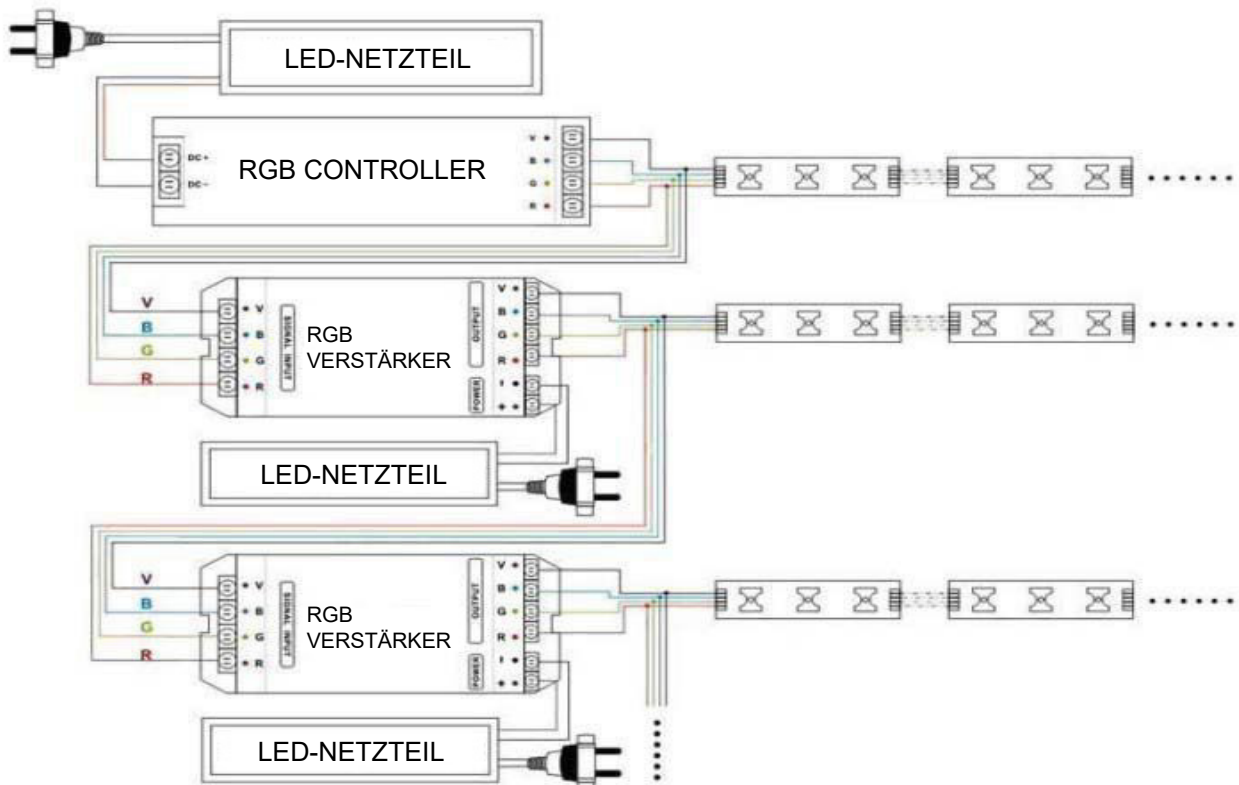 LED-NETZTEIL
RGB CONTROLLER
DC +
DC -
V
B
G
R
V
B
G
R
SIGNAL INPUT
V
B
G
R
RGB
VERSTÄRKER
OUTPUT
POWER
V
B
G
R
-
+
LED-NETZTEIL
V
B
G
R
SIGNAL INPUT
V
B
G
R
RGB
VERSTÄRKER
OUTPUT
POWER
V
B
G
R
-
+
LED-NETZTEIL